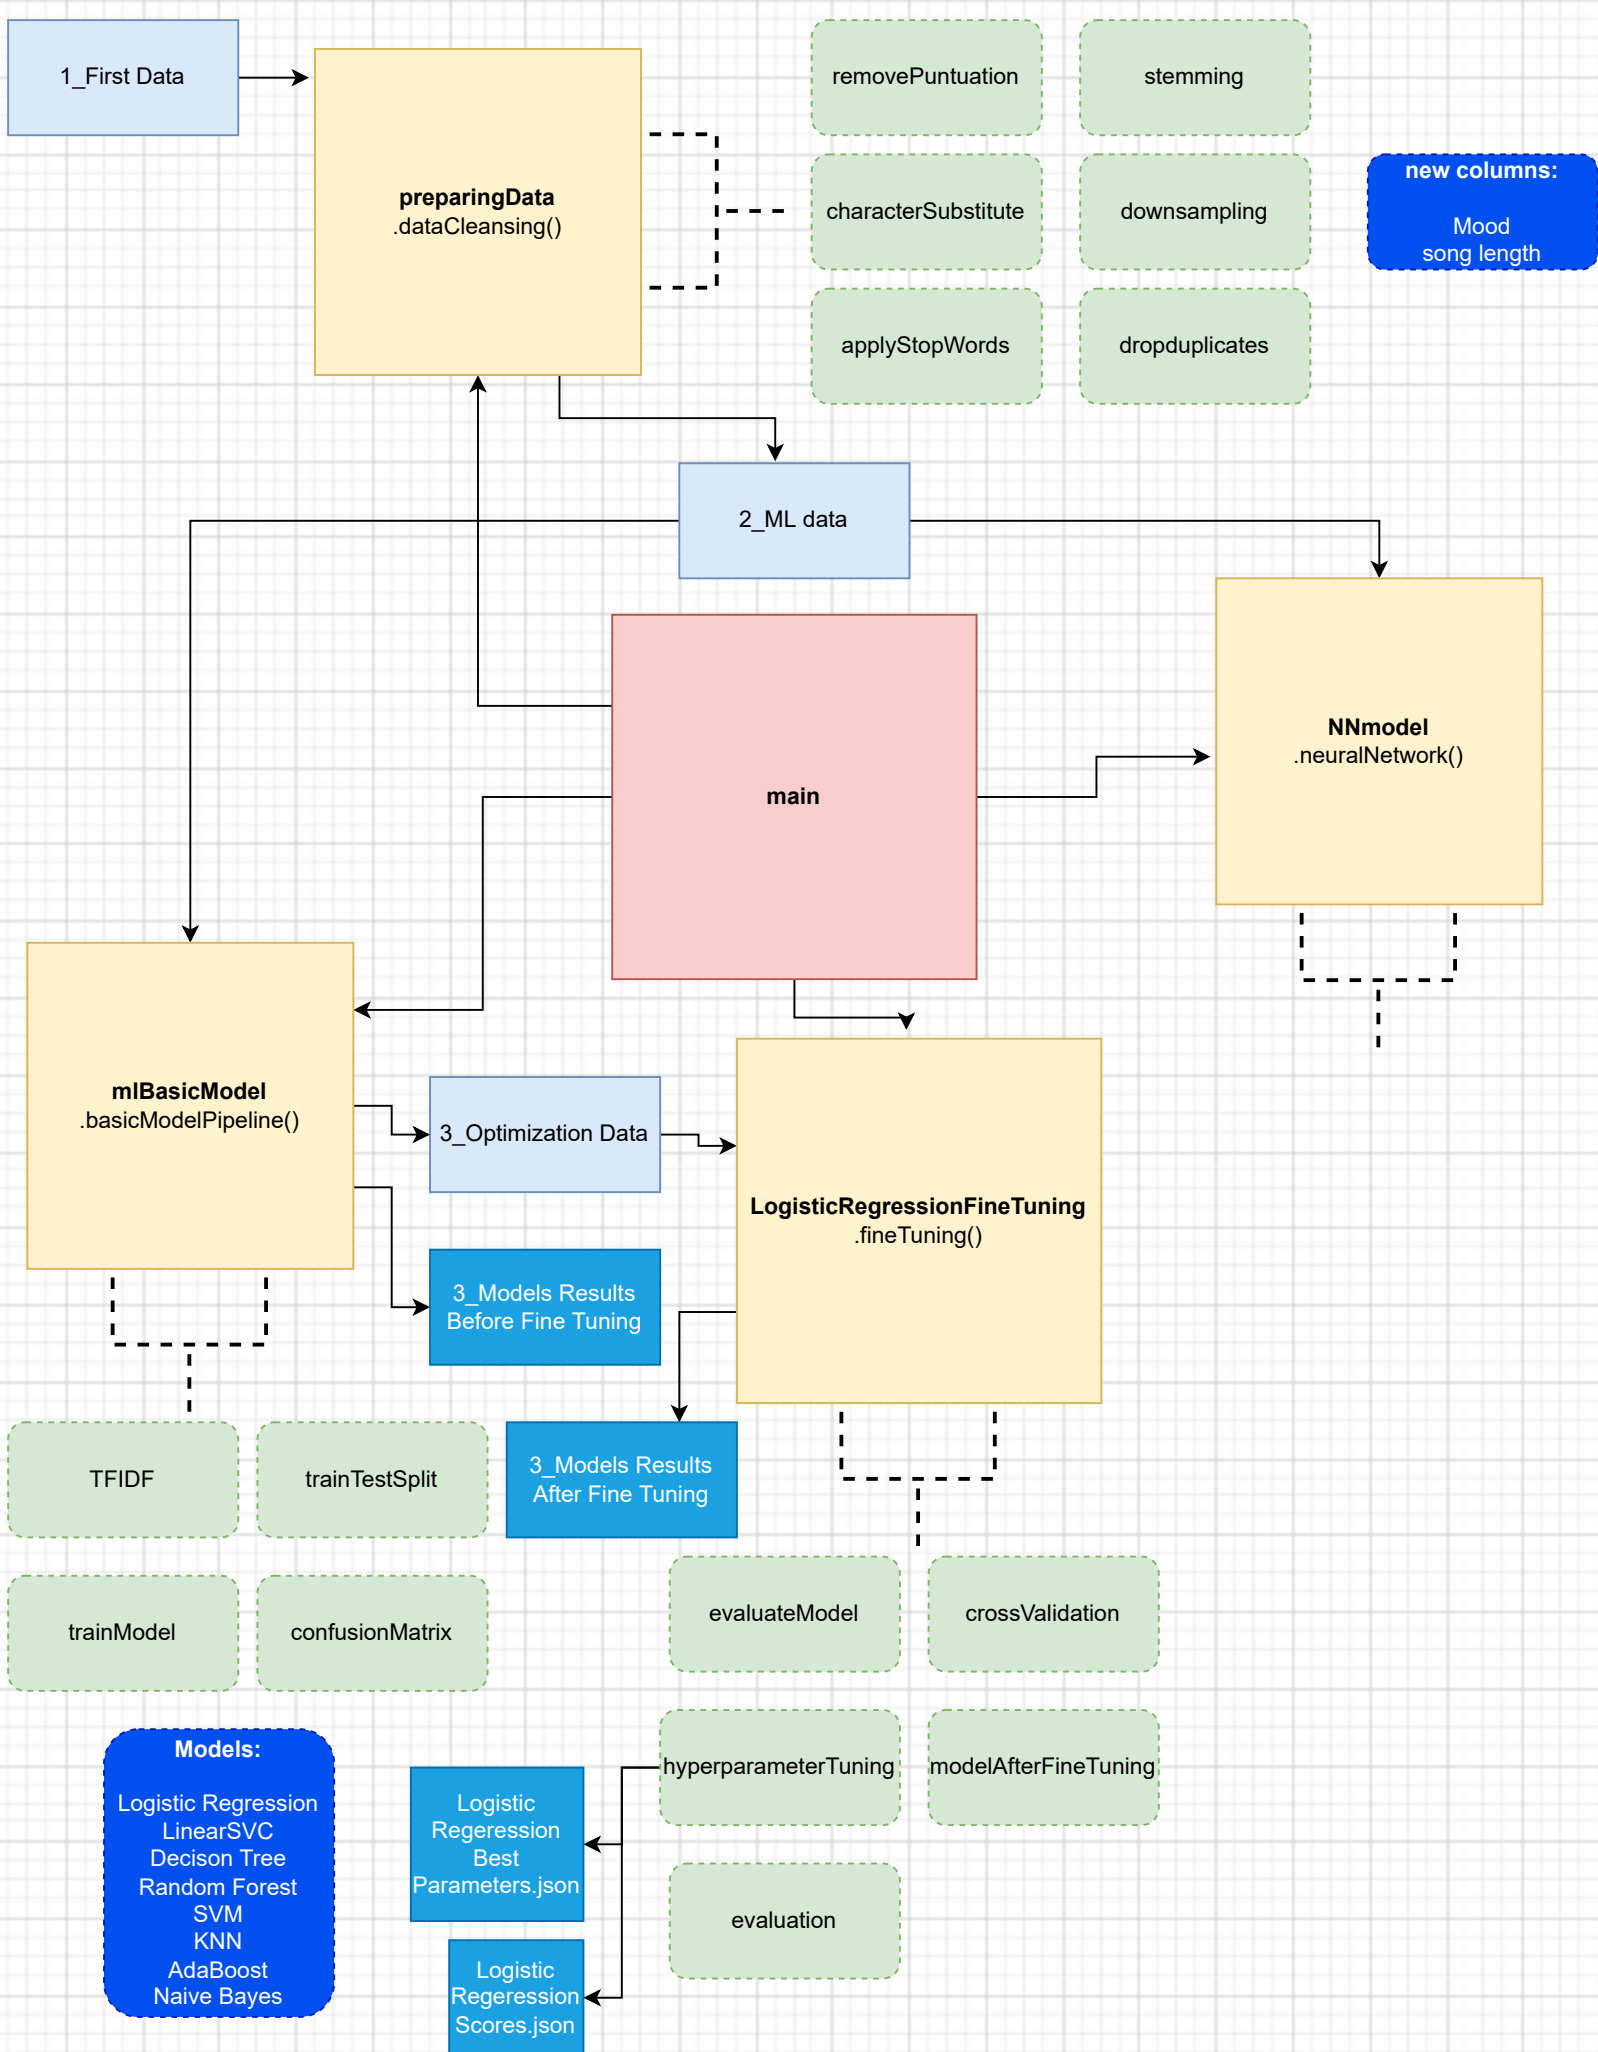 1_First Data
preparingData
.dataCleansing()
removePuntuation
stemming
characterSubstitute
downsampling
applyStopWords
dropduplicates
new columns:
Mood
song length
2_ML data
main
NNmodel
.neuralNetwork()
mlBasicModel
.basicModelPipeline()
3_Optimization Data
LogisticRegressionFineTuning
.fineTuning()
3_Models Results
Before Fine Tuning
3_Models Results
After Fine Tuning
TFIDF
trainTestSplit
trainModel
confusionMatrix
evaluateModel
crossValidation
hyperparameterTuning
modelAfterFineTuning
evaluation
Models:
Logistic Regression
LinearSVC
Decison Tree
Random Forest
SVM
KNN
AdaBoost
Naive Bayes
Logistic
Regeression
Best
Parameters.json
Logistic
Regeression
Scores.json